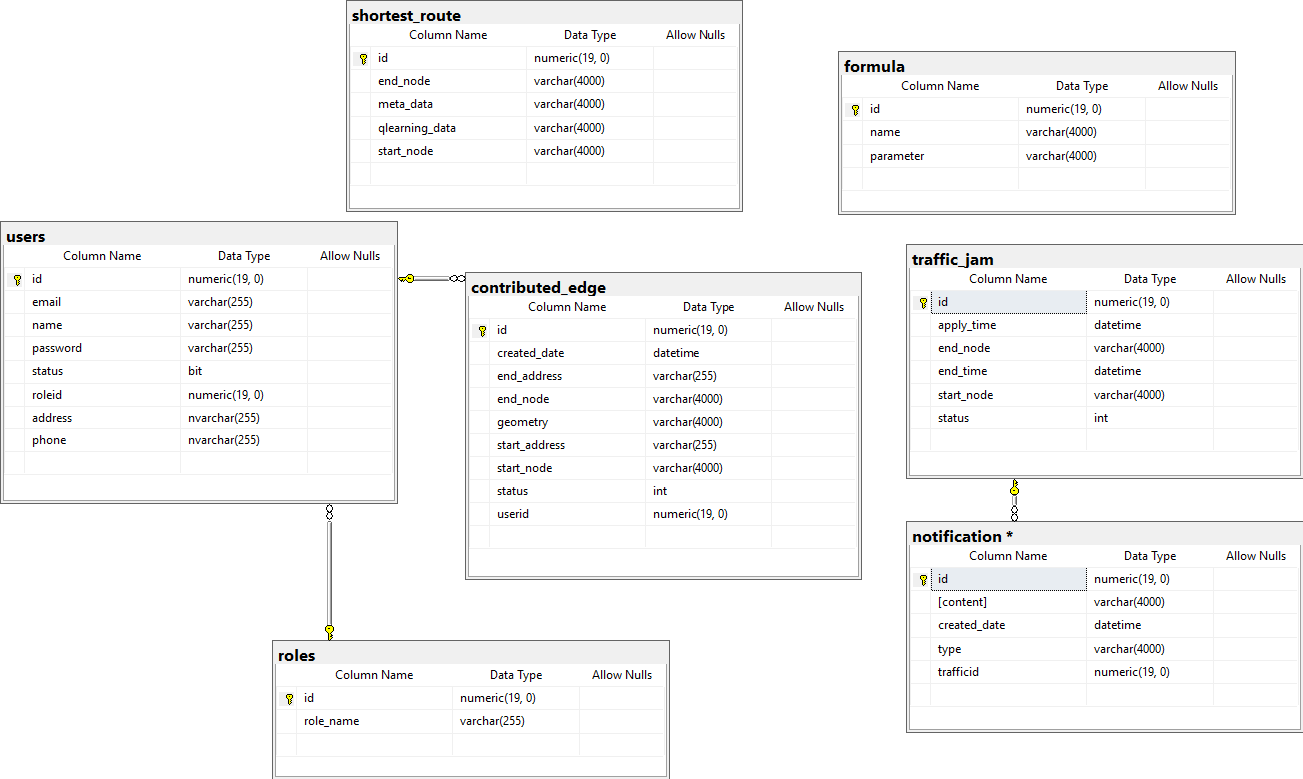 shortest_route
Column Name Data Type Allow Nulls
id numeric(19, 0)
end_node varchar(4000)
meta_data varchar(4000)
qlearning_data varchar(4000)
start_node varchar(4000)
formula
Column Name Data Type Allow Nulls
id numeric(19, 0)
name varchar(4000)
parameter varchar(4000)
users
Column Name Data Type Allow Nulls
id numeric(19, 0)
email varchar(255)
name varchar(255)
password varchar(255)
status bit
roleid numeric(19, 0)
address nvarchar(255)
phone nvarchar(255)
contributed_edge
Column Name Data Type Allow Nulls
id numeric(19, 0)
created_date datetime
end_address varchar(255)
end_node varchar(4000)
geometry varchar(4000)
start_address varchar(255)
start_node varchar(4000)
status int
userid numeric(19, 0)
traffic_jam
Column Name Data Type Allow Nulls
id numeric(19, 0)
apply_time datetime
end_node varchar(4000)
end_time datetime
start_node varchar(4000)
status int
notification *
Column Name Data Type Allow Nulls
id numeric(19, 0)
[content] varchar(4000)
created_date datetime
type varchar(4000)
trafficid numeric(19, 0)
roles
Column Name Data Type Allow Nulls
id numeric(19, 0)
role_name varchar(255)